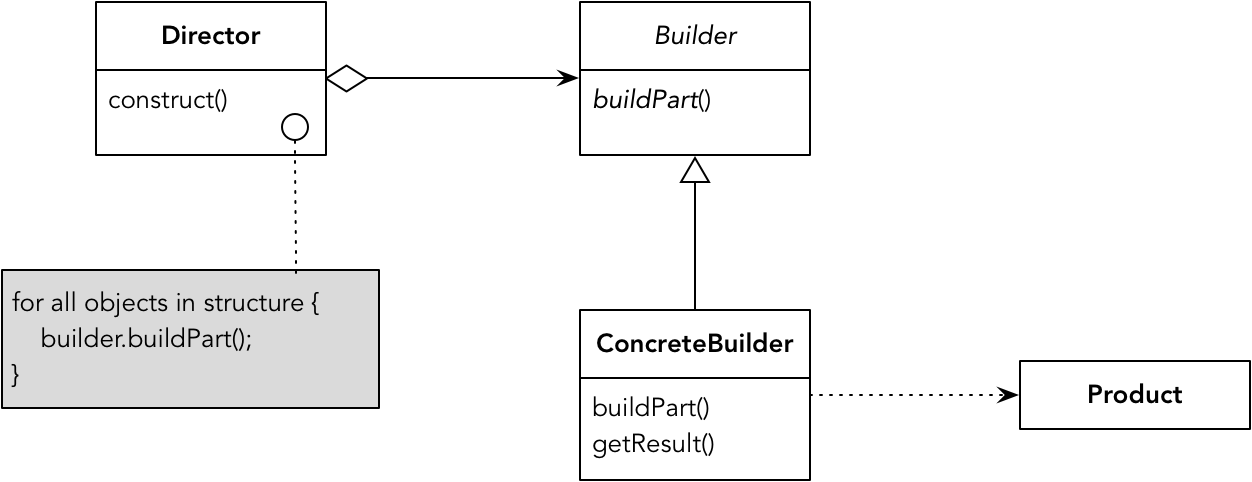 Director
construct()
Builder
buildPart()
for all objects in structure {
    builder.buildPart();
}
ConcreteBuilder
buildPart()
getResult()
Product